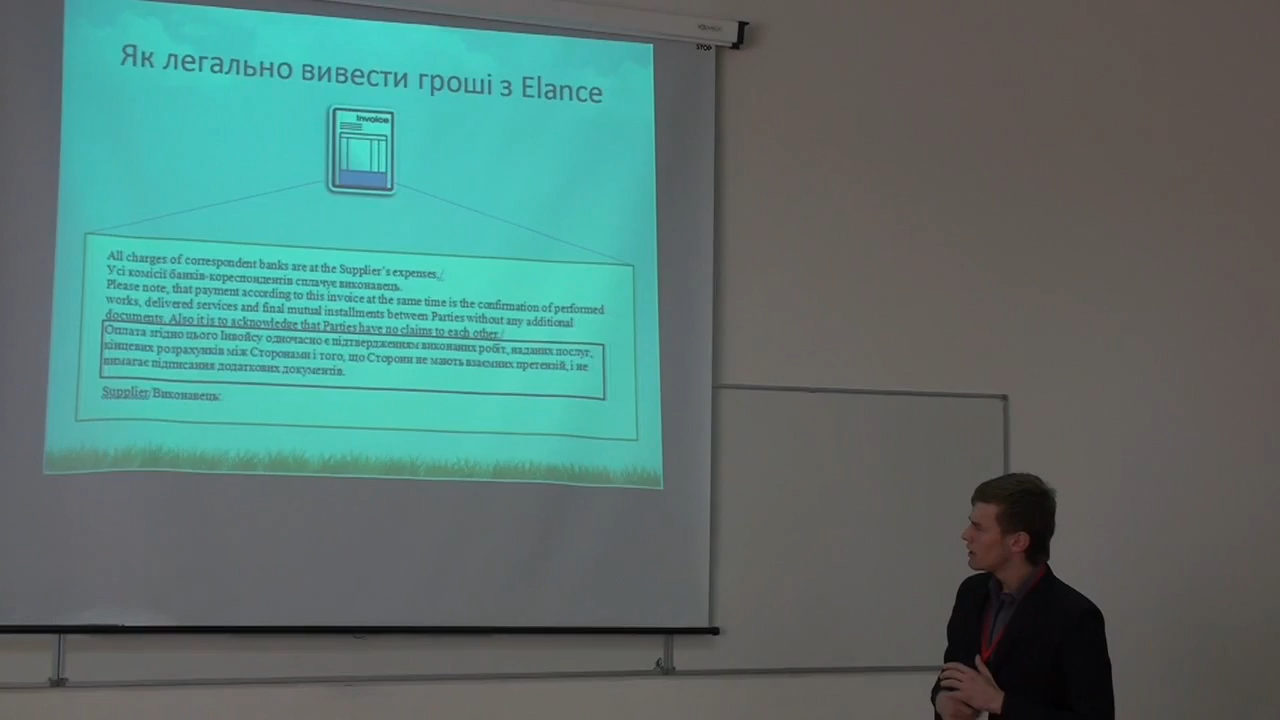 Як легально вивести гроші з Elance
Invoice
All charges of correspondent banks are at the Supplier's expenses./
Усі комісії банків-кореспондентів сплачує виконавець.
Please note, that payment according to this invoice at the same time is the confirmation of performed
works, delivered services and final mutual installments between Parties without any additional
documents. Also it is to acknowledge that Parties have no claims to each other./
Оплата згідно цього Інвойсу одночасно є підтвердженням виконаних робіт, наданих послуг,
кінцевих розрахунків між Сторонами і того, що Сторони не мають взаємних претензій, і не
вимагає підписання додаткових документів.
Supplier/Виконавець:
STOP